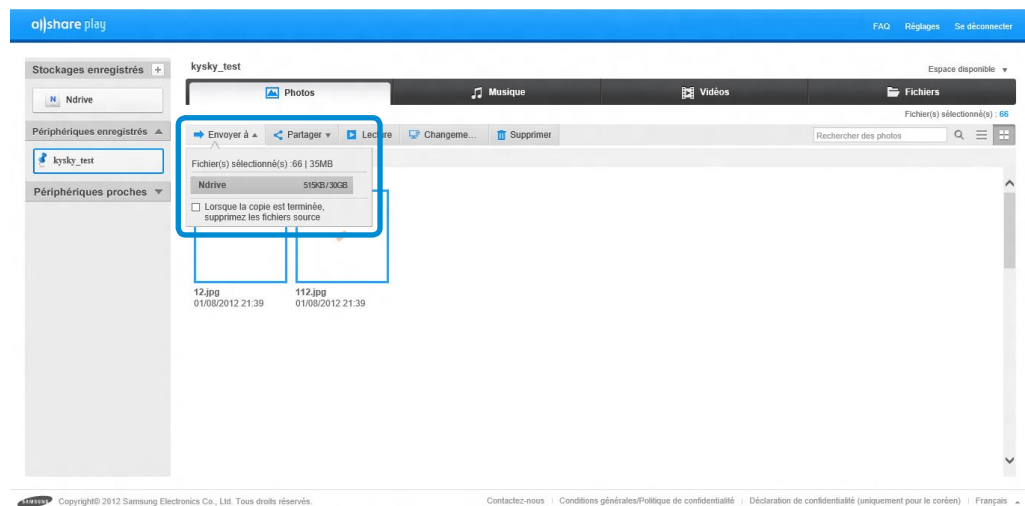 allshare play
FAQ Réglages Se déconnecter
Stockages enregistrés +
N Ndrive
Périphériques enregistrés
kysky_test
Périphériques proches
kysky_test
Espace disponible
Photos Musique Vidéos Fichiers
Fichier(s) sélectionné(s) : 66
Envoyer à Partager Lecture Changeme... Supprimer
Rechercher des photos
Fichier(s) sélectionné(s) :66 | 35MB
Ndrive 515KB/30GB
Lorsque la copie est terminée,
supprimez les fichiers source
12.jpg 112.jpg
01/08/2012 21:39 01/08/2012 21:39
SAMSUNG Copyright© 2012 Samsung Electronics Co., Ltd. Tous droits réservés. Contactez-nous | Conditions générales/Politique de confidentialité | Déclaration de confidentialité (uniquement pour le coréen) | Français